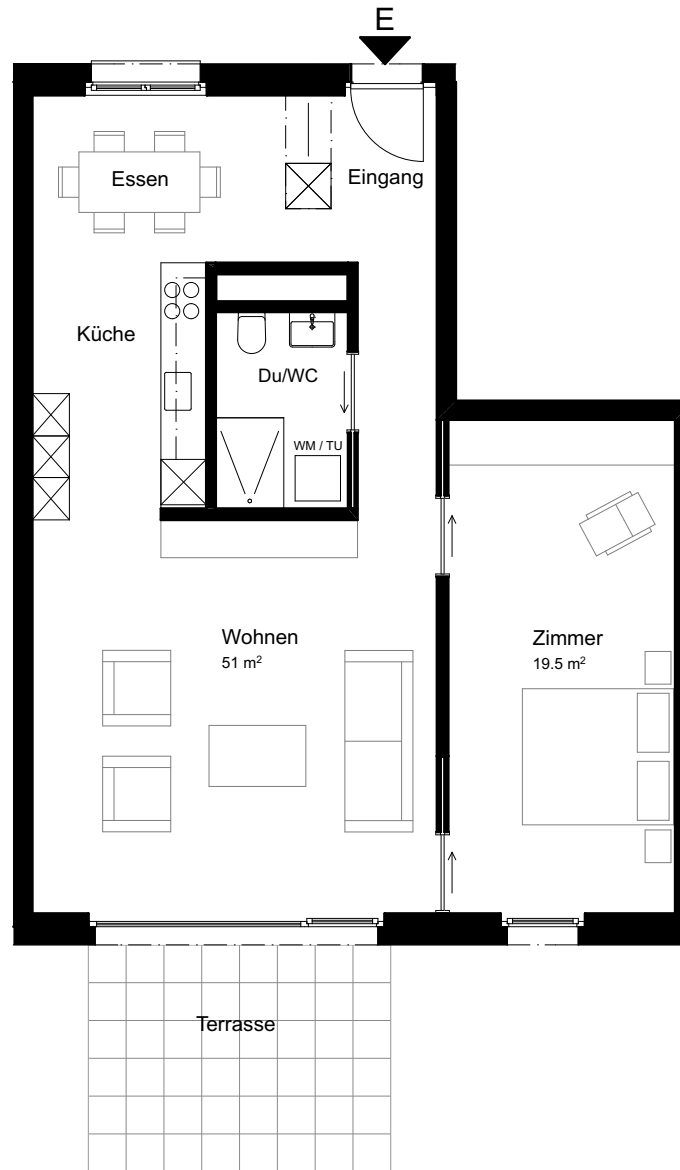 E
Essen
Eingang
Küche
Du/WC
WM / TU
Wohnen
51 m²
Zimmer
19.5 m²
Terrasse